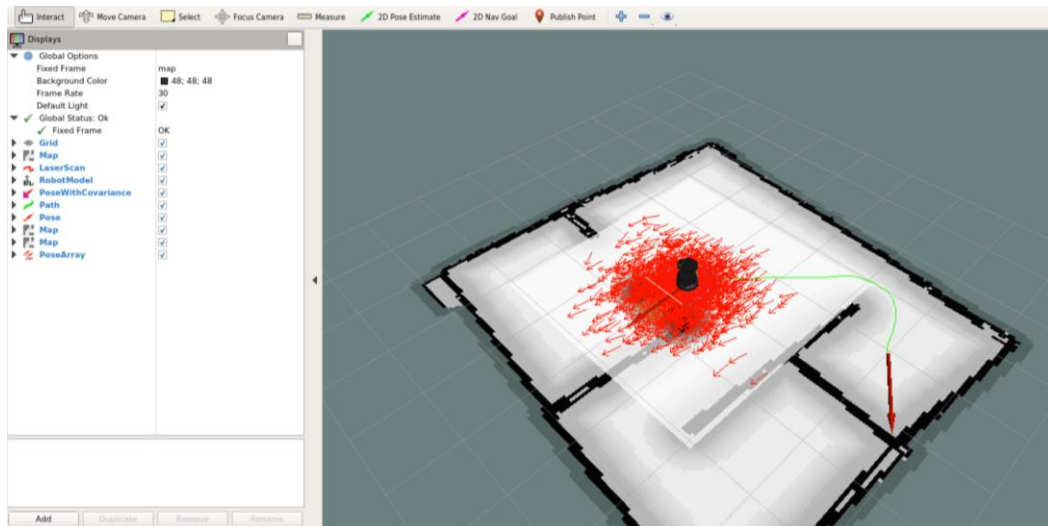 Interact Move Camera Select Focus Camera Measure 2D Pose Estimate 2D Nav Goal Publish Point
Displays
Global Options
Fixed Frame map
Background Color 48; 48; 48
Frame Rate 30
Default Light
Global Status: Ok
Fixed Frame OK
Grid
Map
LaserScan
RobotModel
PoseWithCovariance
Path
Pose
Map
Map
PoseArray
Add Duplicate Remove Rename